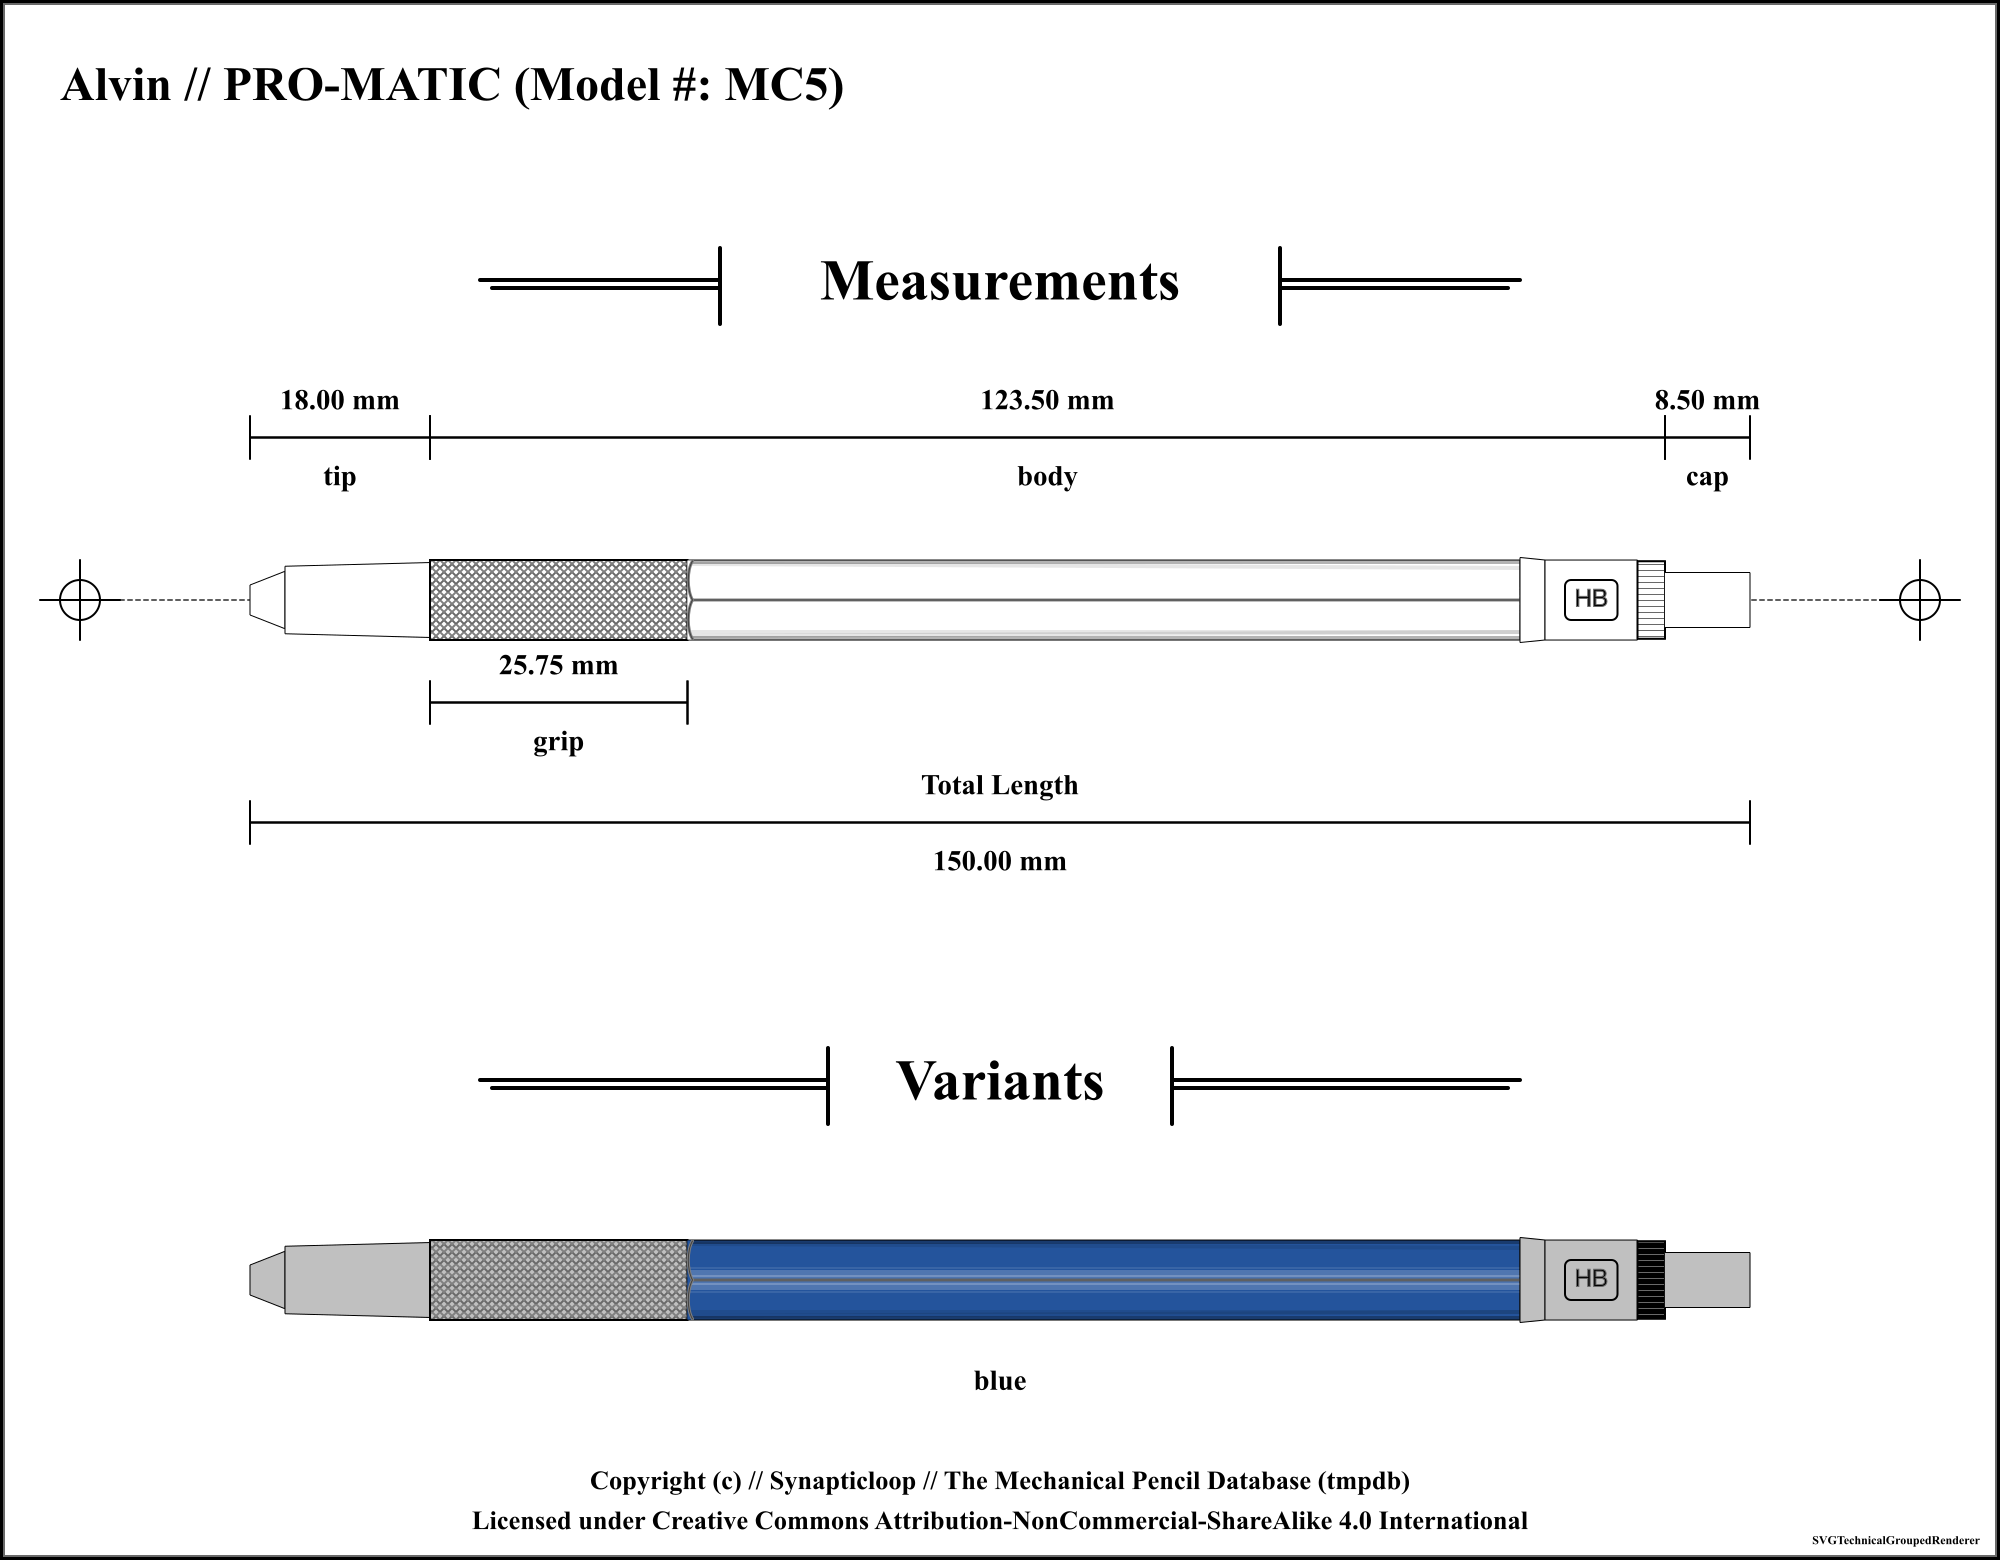 Alvin // PRO-MATIC (Model #: MC5)
Measurements
18.00 mm
123.50 mm
8.50 mm
tip
body
cap
HB
25.75 mm
grip
Total Length
150.00 mm
Variants
HB
blue
Copyright (c) // Synapticloop // The Mechanical Pencil Database (tmpdb)
Licensed under Creative Commons Attribution-NonCommercial-ShareAlike 4.0 International
SVGTechnicalGroupedRenderer